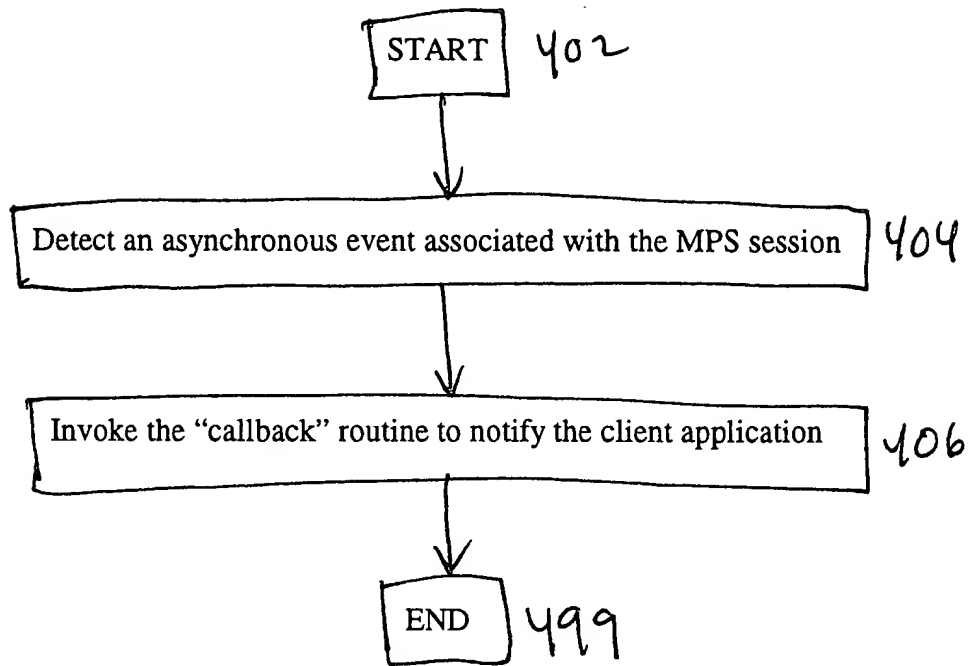 START 402
Detect an asynchronous event associated with the MPS session 404
Invoke the “callback” routine to notify the client application 406
END 499